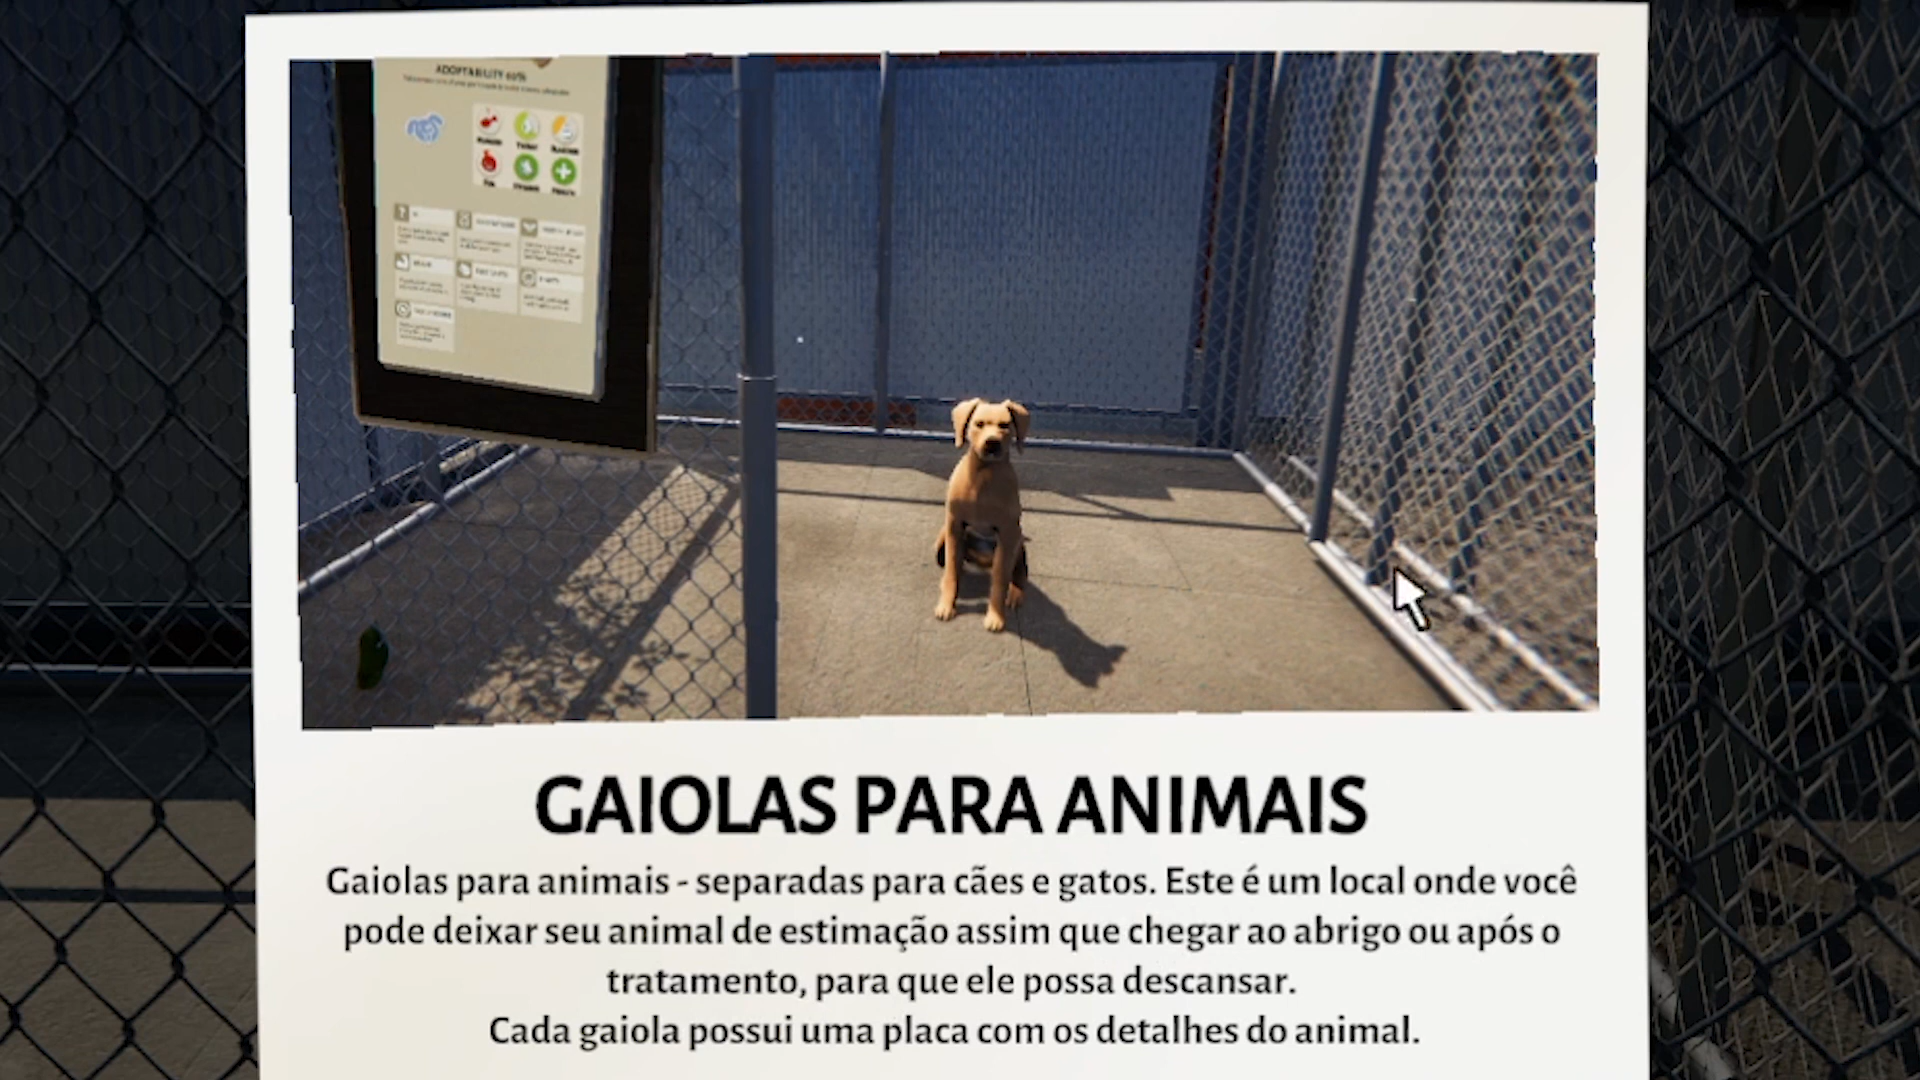 ADOPTABILITY 60%
GAIOLAS PARA ANIMAIS
Gaiolas para animais - separadas para cães e gatos. Este é um local onde você
pode deixar seu animal de estimação assim que chegar ao abrigo ou após o
tratamento, para que ele possa descansar.
Cada gaiola possui uma placa com os detalhes do animal.